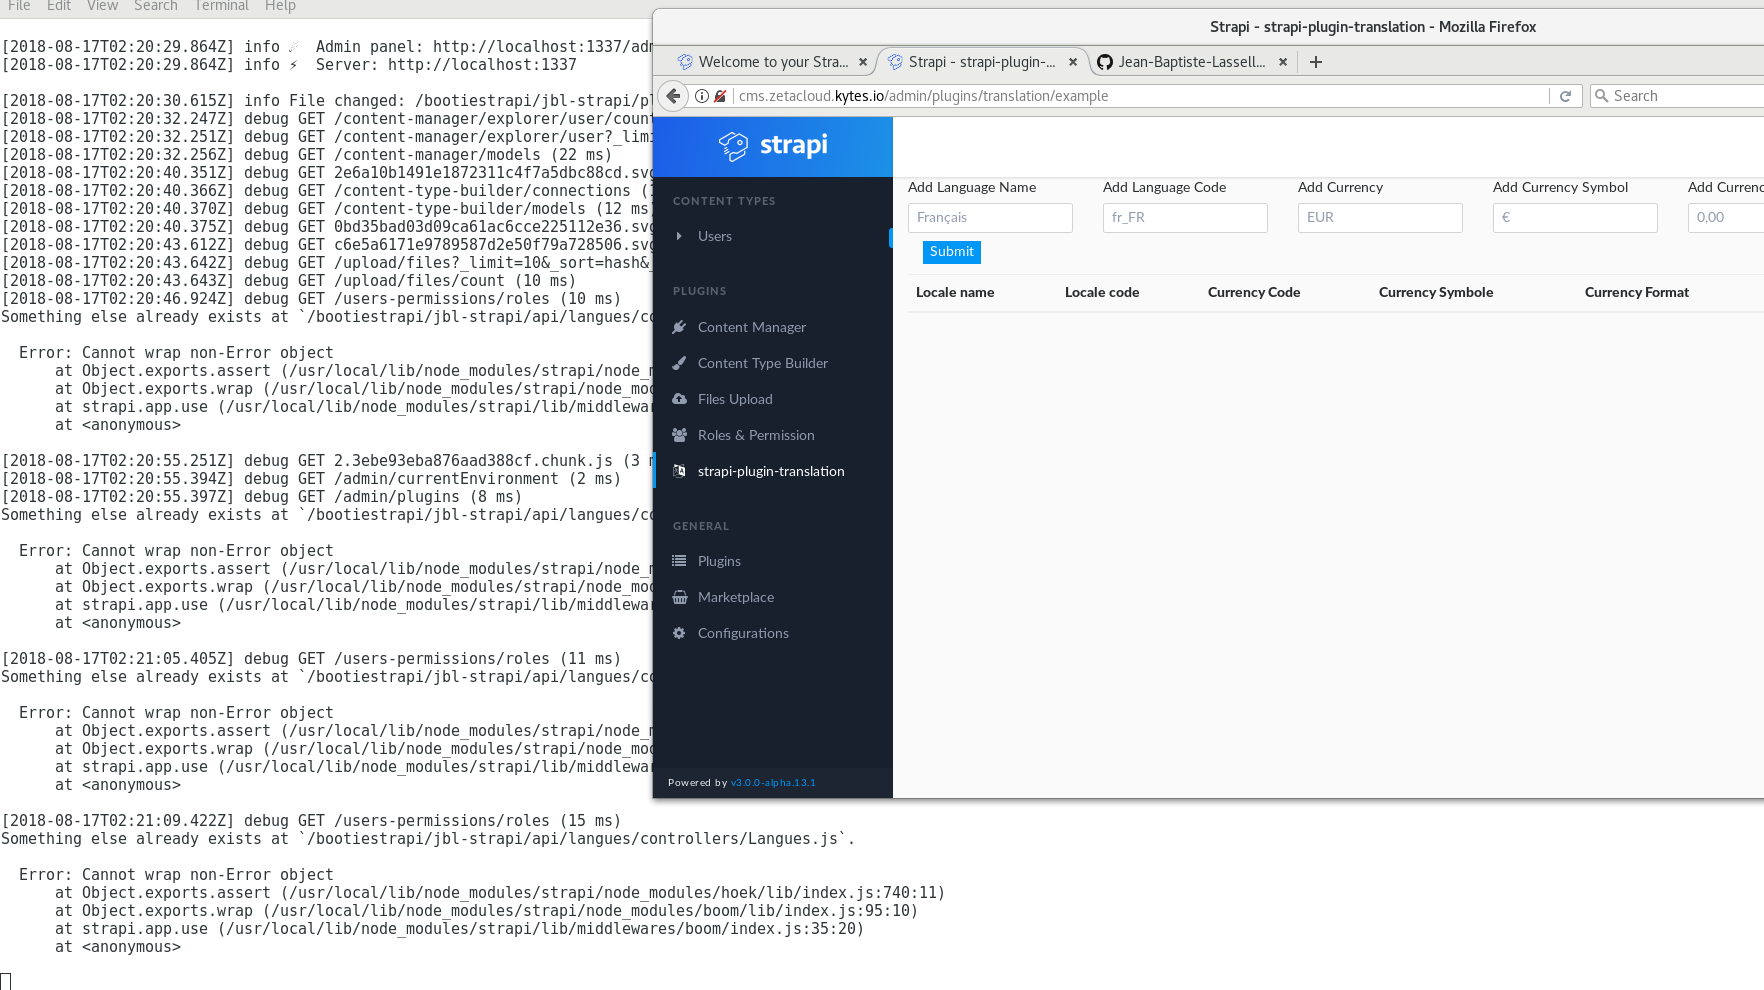 File Edit View Search Terminal Help
[2018-08-17T02:20:29.864Z] info ☄  Admin panel: http://localhost:1337/adm
[2018-08-17T02:20:29.864Z] info ⚡  Server: http://localhost:1337
[2018-08-17T02:20:30.615Z] info File changed: /bootiestrapi/jbl-strapi/pl
[2018-08-17T02:20:32.247Z] debug GET /content-manager/explorer/user/count
[2018-08-17T02:20:32.251Z] debug GET /content-manager/explorer/user?_limi
[2018-08-17T02:20:32.256Z] debug GET /content-manager/models (22 ms)
[2018-08-17T02:20:40.351Z] debug GET 2e6a10b1491e1872311c4f7a5dbc88cd.svg
[2018-08-17T02:20:40.366Z] debug GET /content-type-builder/connections (
[2018-08-17T02:20:40.370Z] debug GET /content-type-builder/models (12 ms)
[2018-08-17T02:20:40.375Z] debug GET 0bd35bad03d09ca61ac6cce225112e36.svg
[2018-08-17T02:20:43.612Z] debug GET c6e5a6171e9789587d2e50f79a728506.svg
[2018-08-17T02:20:43.642Z] debug GET /upload/files?_limit=10&_sort=hash&_
[2018-08-17T02:20:43.643Z] debug GET /upload/files/count (10 ms)
[2018-08-17T02:20:46.924Z] debug GET /users-permissions/roles (10 ms)
Something else already exists at `/bootiestrapi/jbl-strapi/api/langues/co
Error: Cannot wrap non-Error object
at Object.exports.assert (/usr/local/lib/node_modules/strapi/node_m
at Object.exports.wrap (/usr/local/lib/node_modules/strapi/node_mod
at strapi.app.use (/usr/local/lib/node_modules/strapi/lib/middlewar
at <anonymous>
[2018-08-17T02:20:55.251Z] debug GET 2.3ebe93eba876aad388cf.chunk.js (3 m
[2018-08-17T02:20:55.394Z] debug GET /admin/currentEnvironment (2 ms)
[2018-08-17T02:20:55.397Z] debug GET /admin/plugins (8 ms)
Something else already exists at `/bootiestrapi/jbl-strapi/api/langues/co
Error: Cannot wrap non-Error object
at Object.exports.assert (/usr/local/lib/node_modules/strapi/node_m
at Object.exports.wrap (/usr/local/lib/node_modules/strapi/node_mod
at strapi.app.use (/usr/local/lib/node_modules/strapi/lib/middlewar
at <anonymous>
[2018-08-17T02:21:05.405Z] debug GET /users-permissions/roles (11 ms)
Something else already exists at `/bootiestrapi/jbl-strapi/api/langues/co
Error: Cannot wrap non-Error object
at Object.exports.assert (/usr/local/lib/node_modules/strapi/node_m
at Object.exports.wrap (/usr/local/lib/node_modules/strapi/node_mod
at strapi.app.use (/usr/local/lib/node_modules/strapi/lib/middlewar
at <anonymous>
[2018-08-17T02:21:09.422Z] debug GET /users-permissions/roles (15 ms)
Something else already exists at `/bootiestrapi/jbl-strapi/api/langues/controllers/Langues.js`.
Error: Cannot wrap non-Error object
at Object.exports.assert (/usr/local/lib/node_modules/strapi/node_modules/hoek/lib/index.js:740:11)
at Object.exports.wrap (/usr/local/lib/node_modules/strapi/node_modules/boom/lib/index.js:95:10)
at strapi.app.use (/usr/local/lib/node_modules/strapi/lib/middlewares/boom/index.js:35:20)
at <anonymous>
Strapi - strapi-plugin-translation - Mozilla Firefox
Welcome to your Stra... Strapi - strapi-plugin-... Jean-Baptiste-Lassell...
cms.zetacloud.kytes.io/admin/plugins/translation/example Search
strapi
CONTENT TYPES
Users
PLUGINS
Content Manager
Content Type Builder
Files Upload
Roles & Permission
strapi-plugin-translation
GENERAL
Plugins
Marketplace
Configurations
Powered by v3.0.0-alpha.13.1
Add Language Name Add Language Code Add Currency Add Currency Symbol Add Currenc
Français fr_FR EUR € 0,00
Submit
Locale name Locale code Currency Code Currency Symbole Currency Format